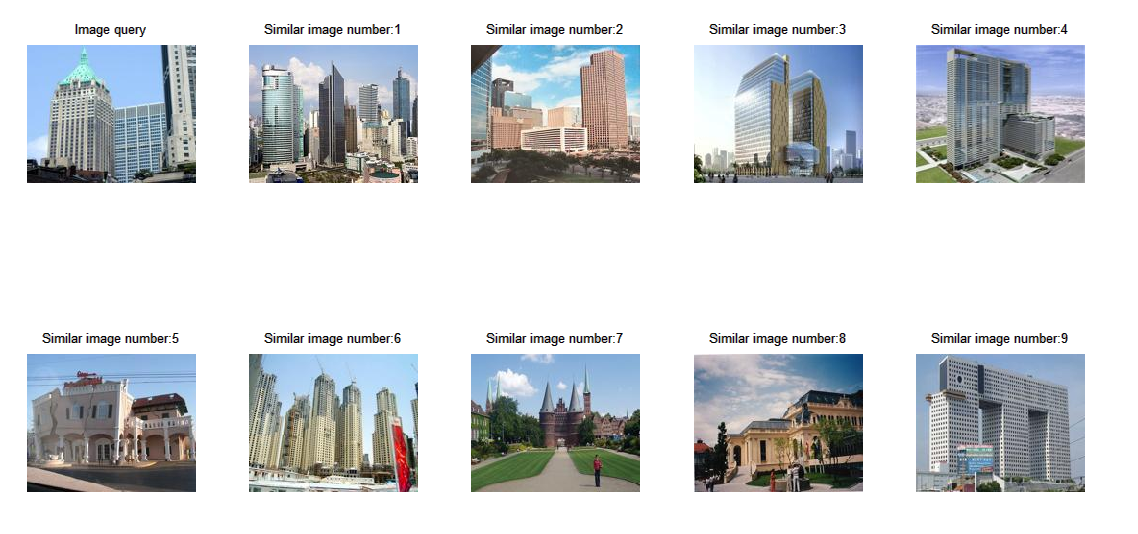 Image query
Similar image number:1
Similar image number:2
Similar image number:3
Similar image number:4
Similar image number:5
Similar image number:6
Similar image number:7
Similar image number:8
Similar image number:9